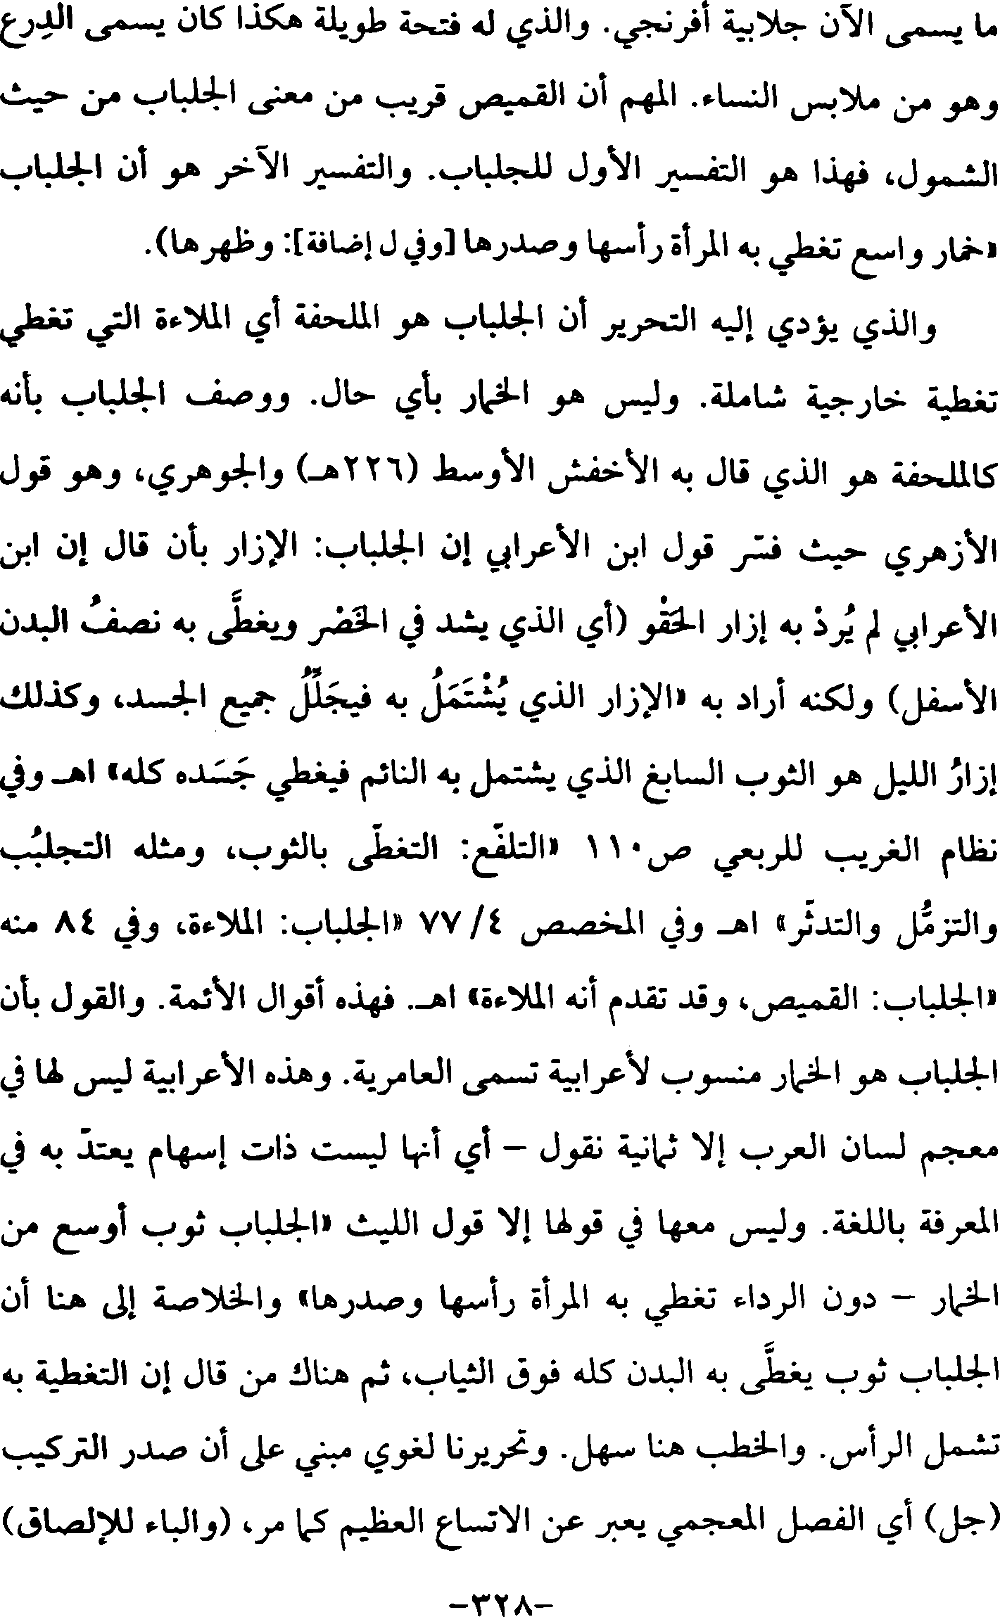 ما يسمى الآن جلابية أفرنجي. والذي له فتحة طويلة هكذا كان يسمى الدِرع
وهو من ملابس النساء. المهم أن القميص قريب من معنى الجلباب من حيث
الشمول، فهذا هو التفسير الأول للجلباب. والتفسير الآخر هو أن الجلباب
«خمار واسع تغطي به المرأة رأسها وصدرها [وفي ل إضافة]: وظهرها).
والذي يؤدي إليه التحرير أن الجلباب هو الملحفة أي الملاءة التي تغطي
تغطية خارجية شاملة. وليس هو الخمار بأي حال. ووصف الجلباب بأنه
كالملحفة هو الذي قال به الأخفش الأوسط (٢٢٦هـ) والجوهري، وهو قول
الأزهري حيث فسّر قول ابن الأعرابي إن الجلباب: الإزار بأن قال إن ابن
الأعرابي لم يُردْ به إزار الحَقْو (أي الذي يشد في الخَصْر ويغطَّى به نصفُ البدن
الأسفل) ولكنه أراد به «الإزار الذي يُشْتَمَلُ به فيجَلِّلُ جميع الجسد، وكذلك
إزارُ الليل هو الثوب السابغ الذي يشتمل به النائم فيغطي جَسَده كله» اهـ وفي
نظام الغريب للربعي ص١١٠ «التلفّع: التغطّى بالثوب، ومثله التجلبُب
والتزمُّل والتدثّر» اهـ وفي المخصص ٤/ ٧٧ «الجلباب: الملاءة، وفي ٨٤ منه
«الجلباب: القميص، وقد تقدم أنه الملاءة» اهـ. فهذه أقوال الأئمة. والقول بأن
الجلباب هو الخمار منسوب لأعرابية تسمى العامرية. وهذه الأعرابية ليس لها في
معجم لسان العرب إلا ثمانية نقول – أي أنها ليست ذات إسهام يعتدّ به في
المعرفة باللغة. وليس معها في قولها إلا قول الليث «الجلباب ثوب أوسع من
الخمار – دون الرداء تغطي به المرأة رأسها وصدرها» والخلاصة إلى هنا أن
الجلباب ثوب يغطَّى به البدن كله فوق الثياب، ثم هناك من قال إن التغطية به
تشمل الرأس. والخطب هنا سهل. وتحريرنا لغوي مبني على أن صدر التركيب
(جل) أي الفصل المعجمي يعبر عن الاتساع العظيم كما مر، (والباء للإلصاق)
-٣٢٨-